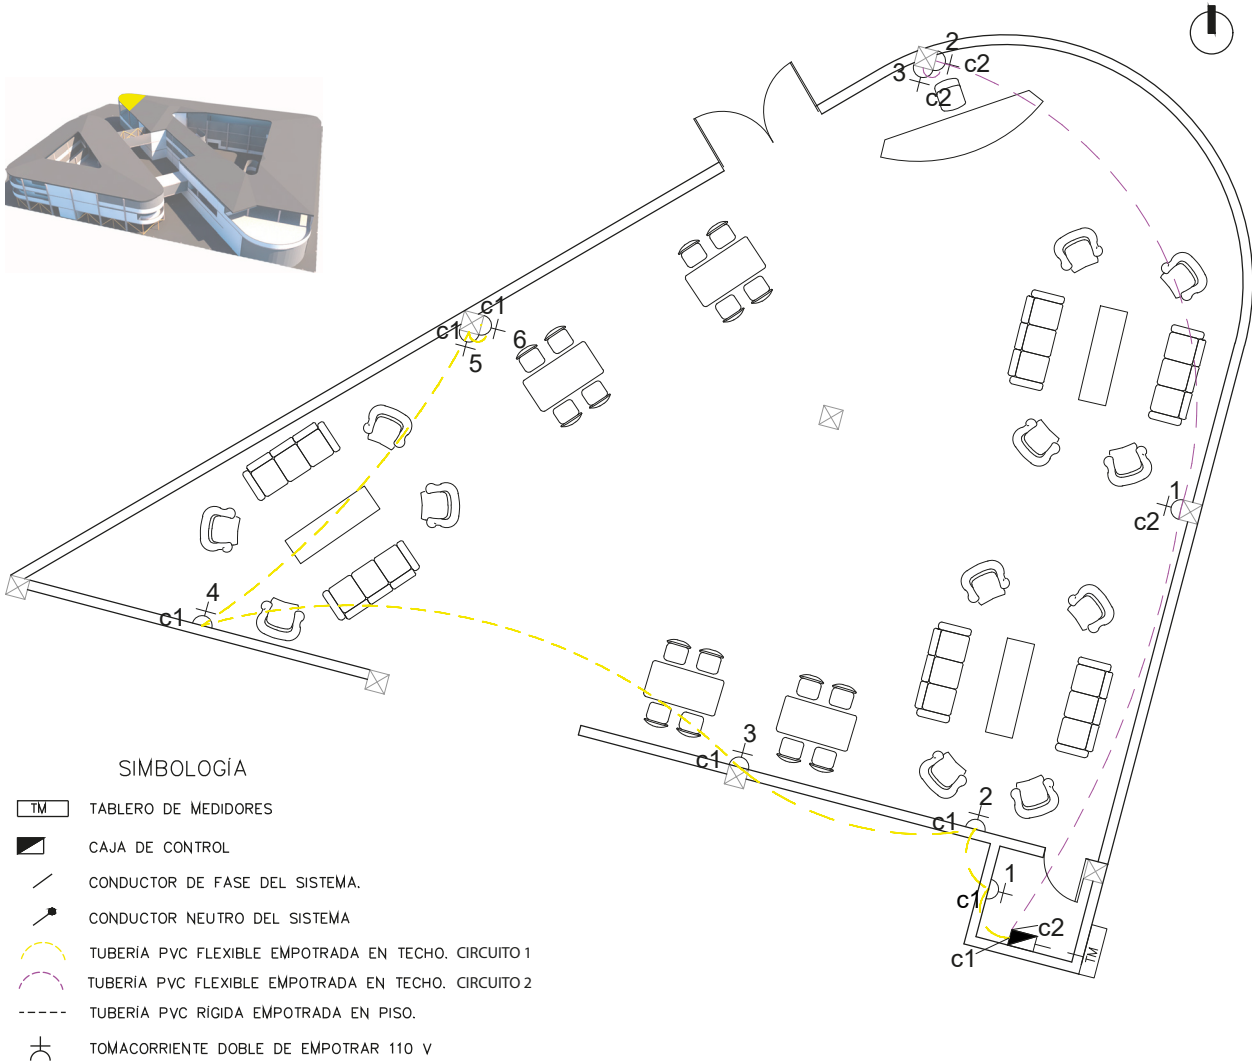 2
c2
3
c2
c1
c1
6
5
1
c2
4
c1
3
c1
2
c1
1
c1
c2
c1
TM
SIMBOLOGÍA
TM TABLERO DE MEDIDORES
CAJA DE CONTROL
CONDUCTOR DE FASE DEL SISTEMA.
CONDUCTOR NEUTRO DEL SISTEMA
TUBERÍA PVC FLEXIBLE EMPOTRADA EN TECHO. CIRCUITO 1
TUBERÍA PVC FLEXIBLE EMPOTRADA EN TECHO. CIRCUITO 2
TUBERÍA PVC RÍGIDA EMPOTRADA EN PISO.
TOMACORRIENTE DOBLE DE EMPOTRAR 110 V